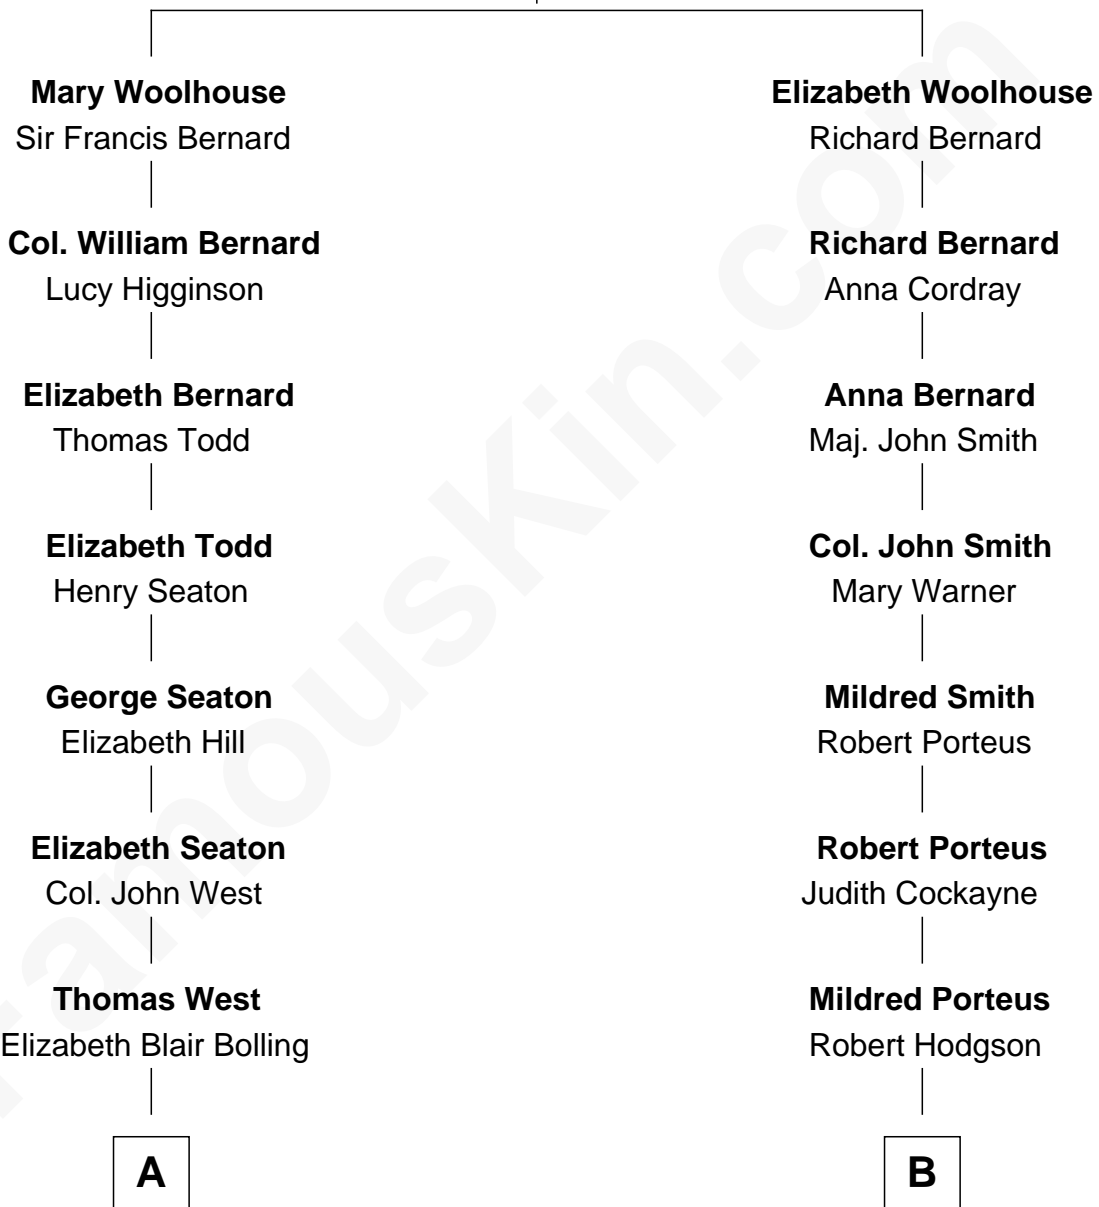 Mary Woolhouse
Sir Francis Bernard
Col. William Bernard
Lucy Higginson
Elizabeth Bernard
Thomas Todd
Elizabeth Todd
Henry Seaton
George Seaton
Elizabeth Hill
Elizabeth Seaton
Col. John West
Thomas West
Elizabeth Blair Bolling
A
Elizabeth Woolhouse
Richard Bernard
Richard Bernard
Anna Cordray
Anna Bernard
Maj. John Smith
Col. John Smith
Mary Warner
Mildred Smith
Robert Porteus
Robert Porteus
Judith Cockayne
Mildred Porteus
Robert Hodgson
B
FamousKin.com